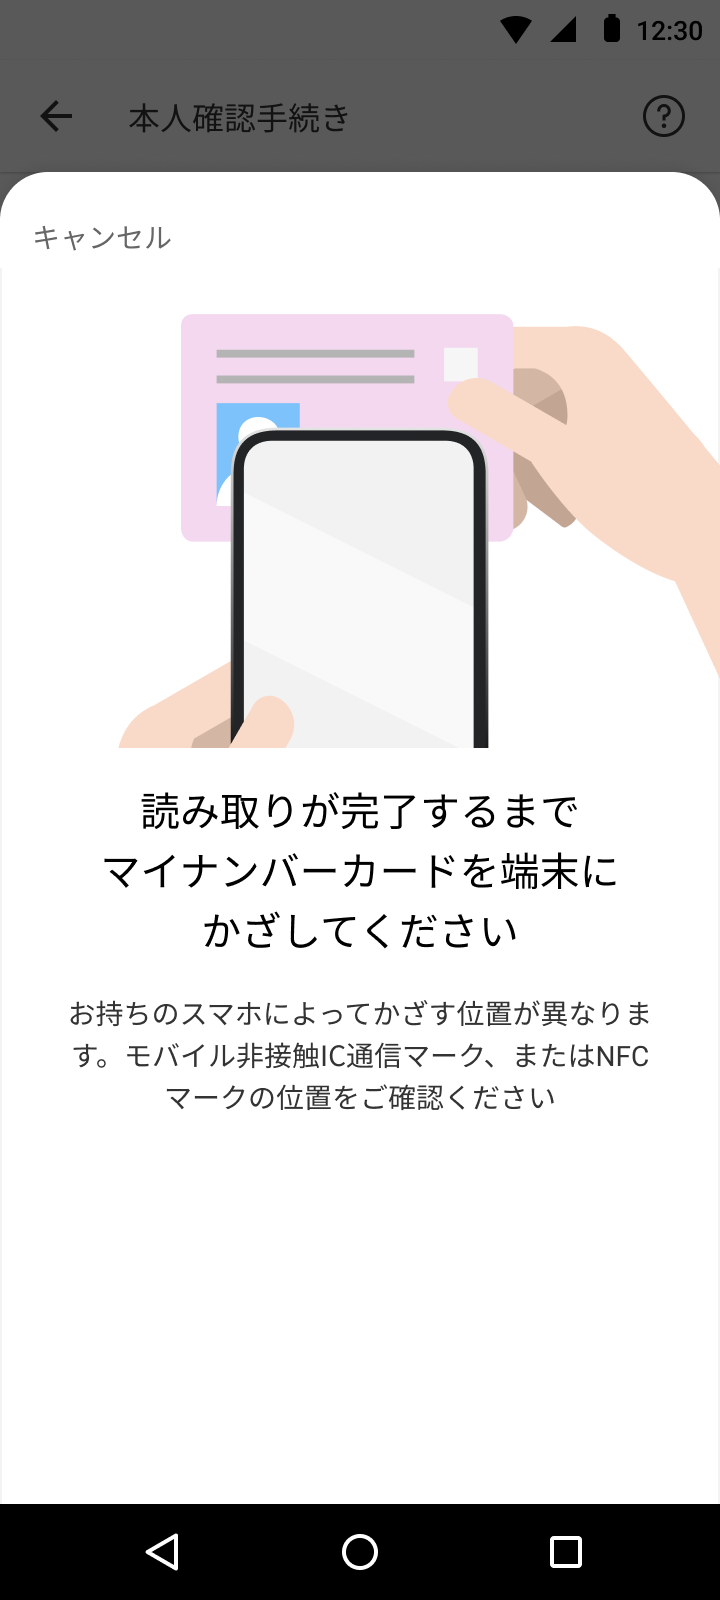 12:30
本人確認手続き
キャンセル
読み取りが完了するまで
マイナンバーカードを端末に
かざしてください
お持ちのスマホによってかざす位置が異なりま
す。モバイル非接触IC通信マーク、またはNFC
マークの位置をご確認ください